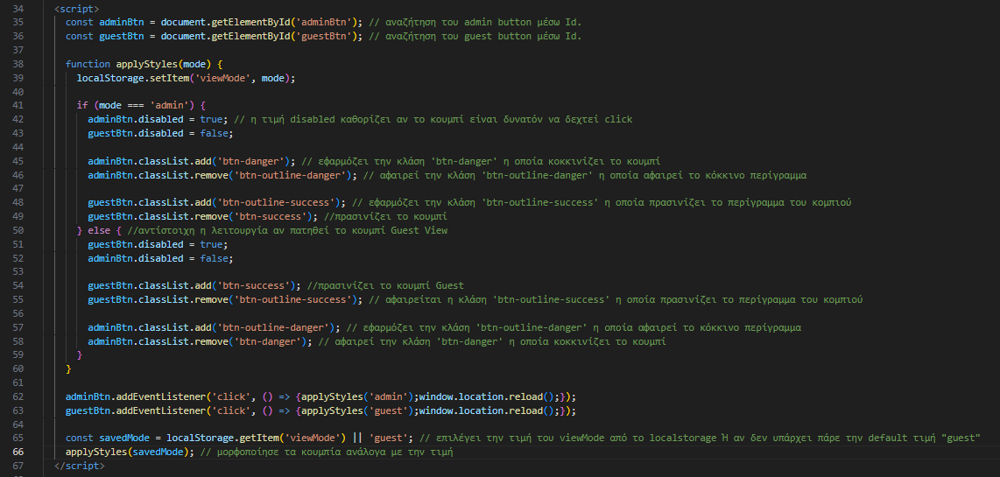 34 <script>
35 const adminBtn = document.getElementById('adminBtn'); // αναζήτηση του admin button μέσω Id.
36 const guestBtn = document.getElementById('guestBtn'); // αναζήτηση του guest button μέσω Id.
37
38 function applyStyles(mode) {
39 localStorage.setItem('viewMode', mode);
40
41 if (mode === 'admin') {
42 adminBtn.disabled = true; // η τιμή disabled καθορίζει αν το κουμπί είναι δυνατόν να δεχτεί click
43 guestBtn.disabled = false;
44
45 adminBtn.classList.add('btn-danger'); // εφαρμόζει την κλάση 'btn-danger' η οποία κοκκινίζει το κουμπί
46 adminBtn.classList.remove('btn-outline-danger'); // αφαιρεί την κλάση 'btn-outline-danger' η οποία αφαιρεί το κόκκινο περίγραμμα
47
48 guestBtn.classList.add('btn-outline-success'); // εφαρμόζει την κλάση 'btn-outline-success' η οποία πρασινίζει το περίγραμμα του κομπιού
49 guestBtn.classList.remove('btn-success'); //πρασινίζει το κουμπί
50 } else { //αντίστοιχη η λειτουργία αν πατηθεί το κουμπί Guest View
51 guestBtn.disabled = true;
52 adminBtn.disabled = false;
53
54 guestBtn.classList.add('btn-success'); //πρασινίζει το κουμπί Guest
55 guestBtn.classList.remove('btn-outline-success'); // αφαιρείται η κλάση 'btn-outline-success' η οποία πρασινίζει το περίγραμμα του κομπιού
56
57 adminBtn.classList.add('btn-outline-danger'); // εφαρμόζει την κλάση 'btn-outline-danger' η οποία αφαιρεί το κόκκινο περίγραμμα
58 adminBtn.classList.remove('btn-danger'); // αφαιρεί την κλάση 'btn-danger' η οποία κοκκινίζει το κουμπί
59 }
60 }
61
62 adminBtn.addEventListener('click', () => {applyStyles('admin');window.location.reload();});
63 guestBtn.addEventListener('click', () => {applyStyles('guest');window.location.reload();});
64
65 const savedMode = localStorage.getItem('viewMode') || 'guest'; // επιλέγει την τιμή του viewMode από το localstorage Ή αν δεν υπάρχει πάρε την default τιμή "guest"
66 applyStyles(savedMode); // μορφοποίησε τα κουμπία ανάλογα με την τιμή
67 </script>